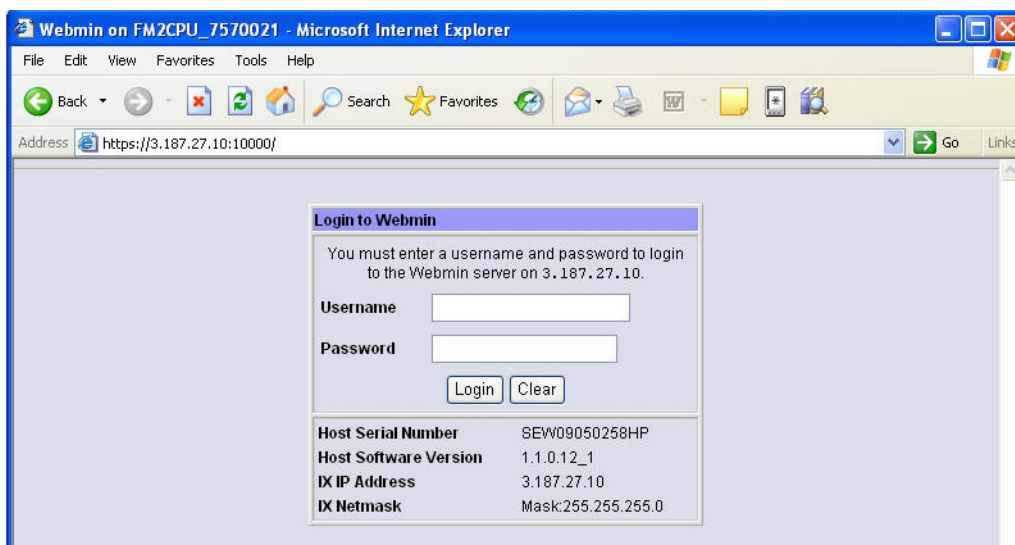 Webmin on FM2CPU_7570021 - Microsoft Internet Explorer
File Edit View Favorites Tools Help
Back Search Favorites
Address https://3.187.27.10:10000/ Go Links
Login to Webmin
You must enter a username and password to login
to the Webmin server on 3.187.27.10.
Username
Password
Login Clear
Host Serial Number SEW09050258HP
Host Software Version 1.1.0.12_1
IX IP Address 3.187.27.10
IX Netmask Mask:255.255.255.0